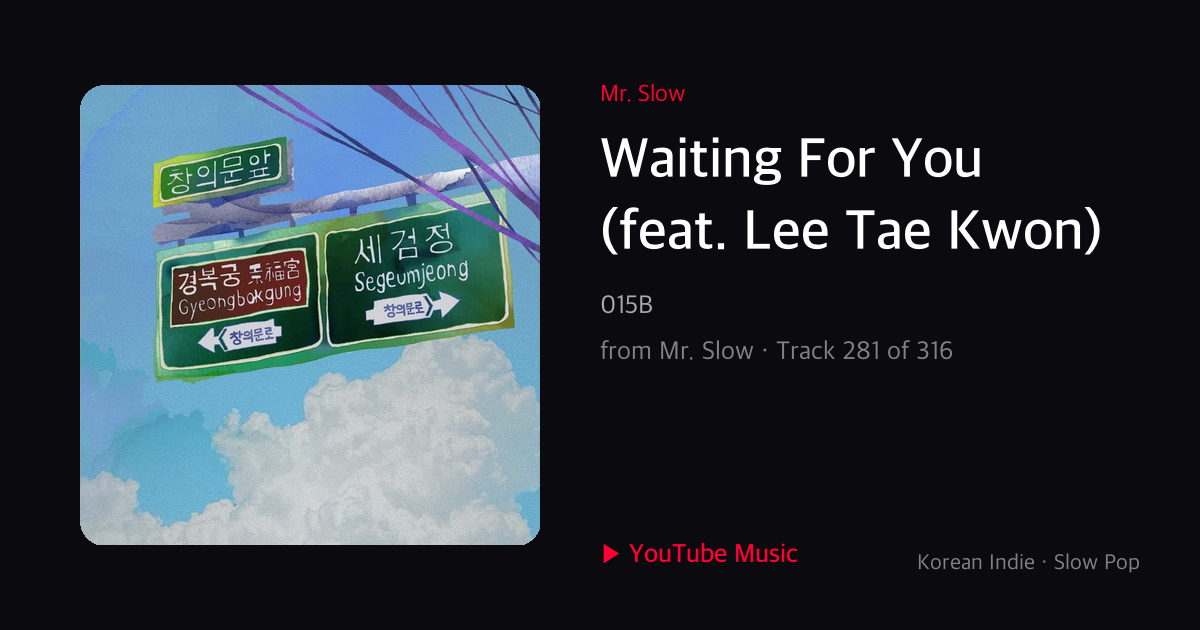 창의문앞
경복궁 景福宮
Gyeongbokgung
창의문로
세검정
Segeumjeong
창의문로
Mr. Slow
Waiting For You
(feat. Lee Tae Kwon)
015B
from Mr. Slow · Track 281 of 316
YouTube Music
Korean Indie · Slow Pop